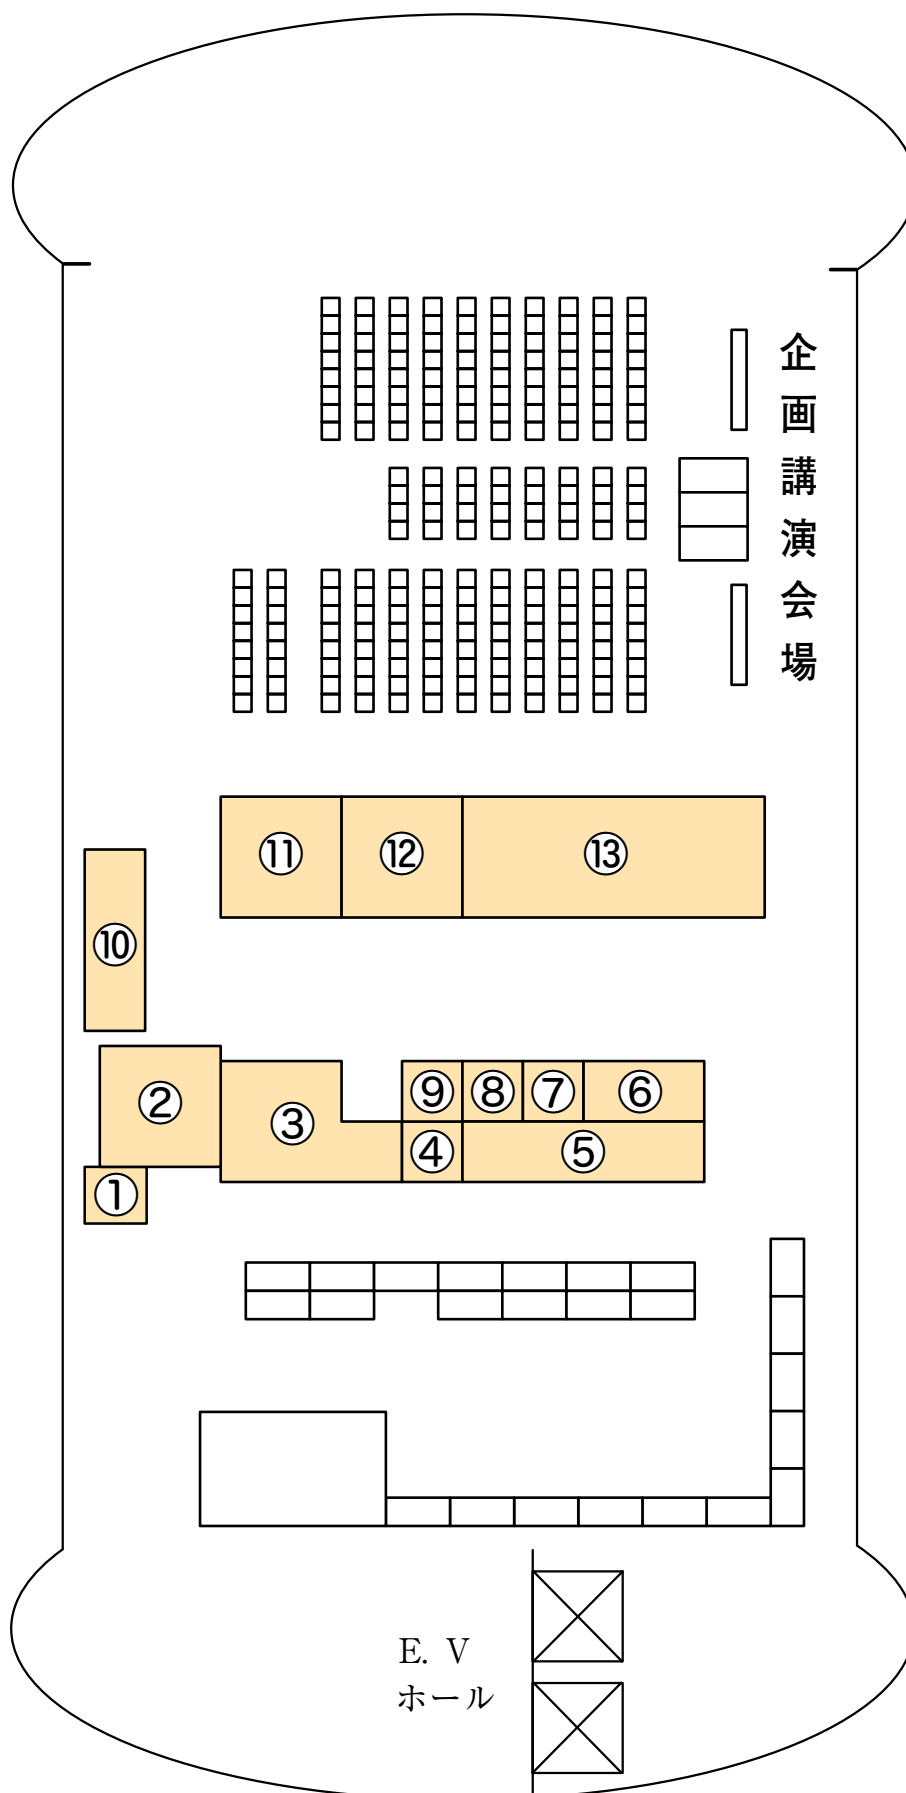 企画講演会場
⑪ ⑫ ⑬
⑩
② ③ ⑨ ⑧ ⑦ ⑥
① ④ ⑤
E. V
ホール